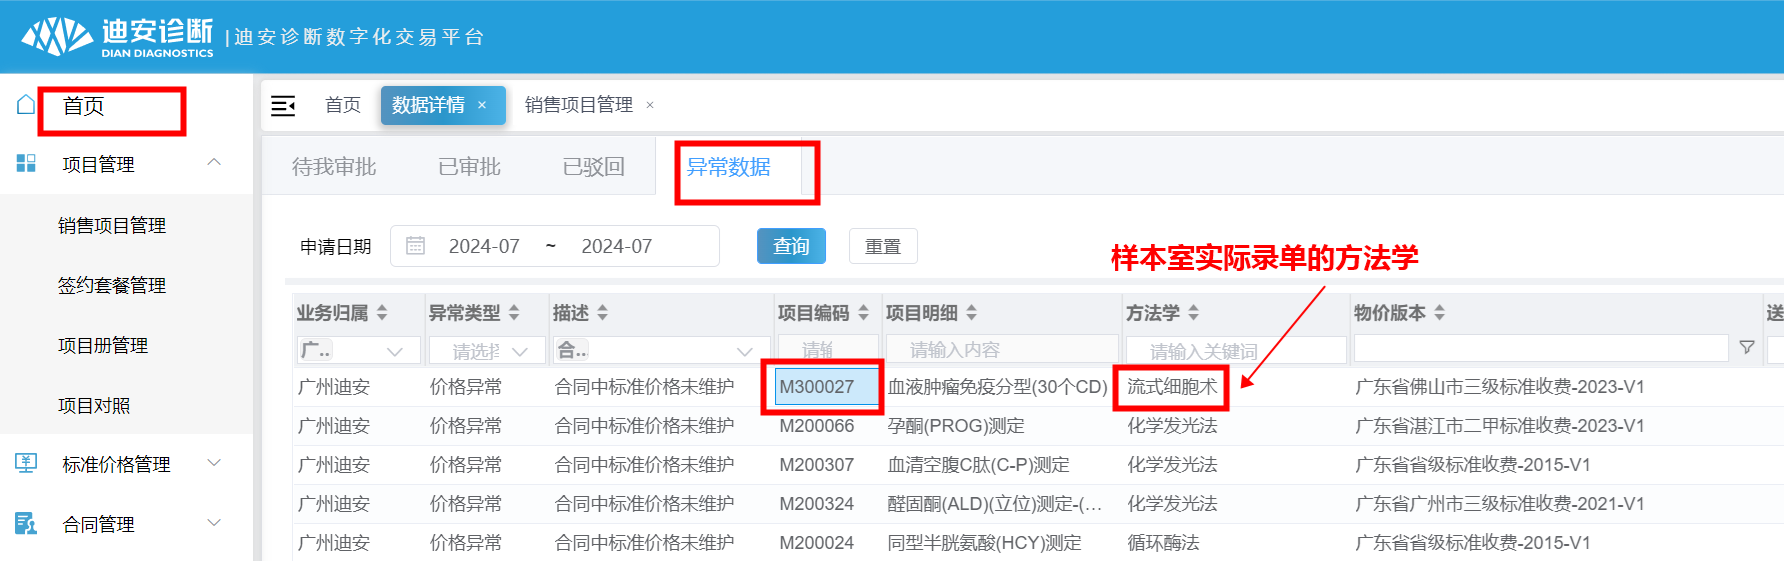 迪安诊断
DIAN DIAGNOSTICS
迪安诊断数字化交易平台
首页
项目管理
销售项目管理
签约套餐管理
项目册管理
项目对照
标准价格管理
合同管理
首页 数据详情 × 销售项目管理 ×
待我审批 已审批 已驳回 异常数据
申请日期 2024-07 ~ 2024-07 查询 重置
样本室实际录单的方法学
业务归属 异常类型 描述 项目编码 项目明细 方法学 物价版本 送
广.. 请选择 合.. 请输 请输入内容 请输入关键词
广州迪安 价格异常 合同中标准价格未维护 M300027 血液肿瘤免疫分型(30个CD) 流式细胞术 广东省佛山市三级标准收费-2023-V1
广州迪安 价格异常 合同中标准价格未维护 M200066 孕酮(PROG)测定 化学发光法 广东省湛江市二甲标准收费-2023-V1
广州迪安 价格异常 合同中标准价格未维护 M200307 血清空腹C肽(C-P)测定 化学发光法 广东省省级标准收费-2015-V1
广州迪安 价格异常 合同中标准价格未维护 M200324 醛固酮(ALD)(立位)测定-(... 化学发光法 广东省广州市三级标准收费-2021-V1
广州迪安 价格异常 合同中标准价格未维护 M200024 同型半胱氨酸(HCY)测定 循环酶法 广东省省级标准收费-2015-V1